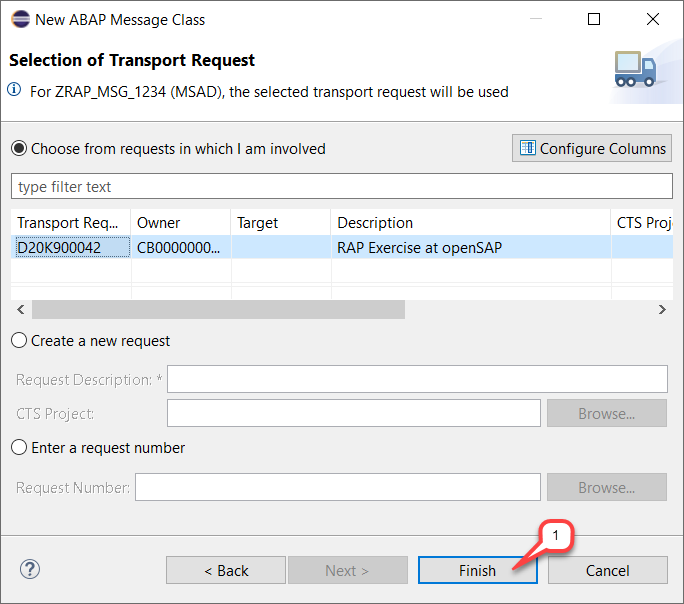 New ABAP Message Class
Selection of Transport Request
For ZRAP_MSG_1234 (MSAD), the selected transport request will be used
Choose from requests in which I am involved
Configure Columns
type filter text
Transport Req... Owner Target Description CTS Proj
D20K900042 CB0000000... RAP Exercise at openSAP
Create a new request
Request Description: *
CTS Project:
Browse...
Enter a request number
Request Number:
Browse...
1
? < Back Next > Finish Cancel